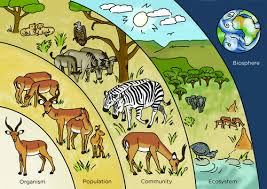 Biosphere
Organism
Population
Community
Ecosystem